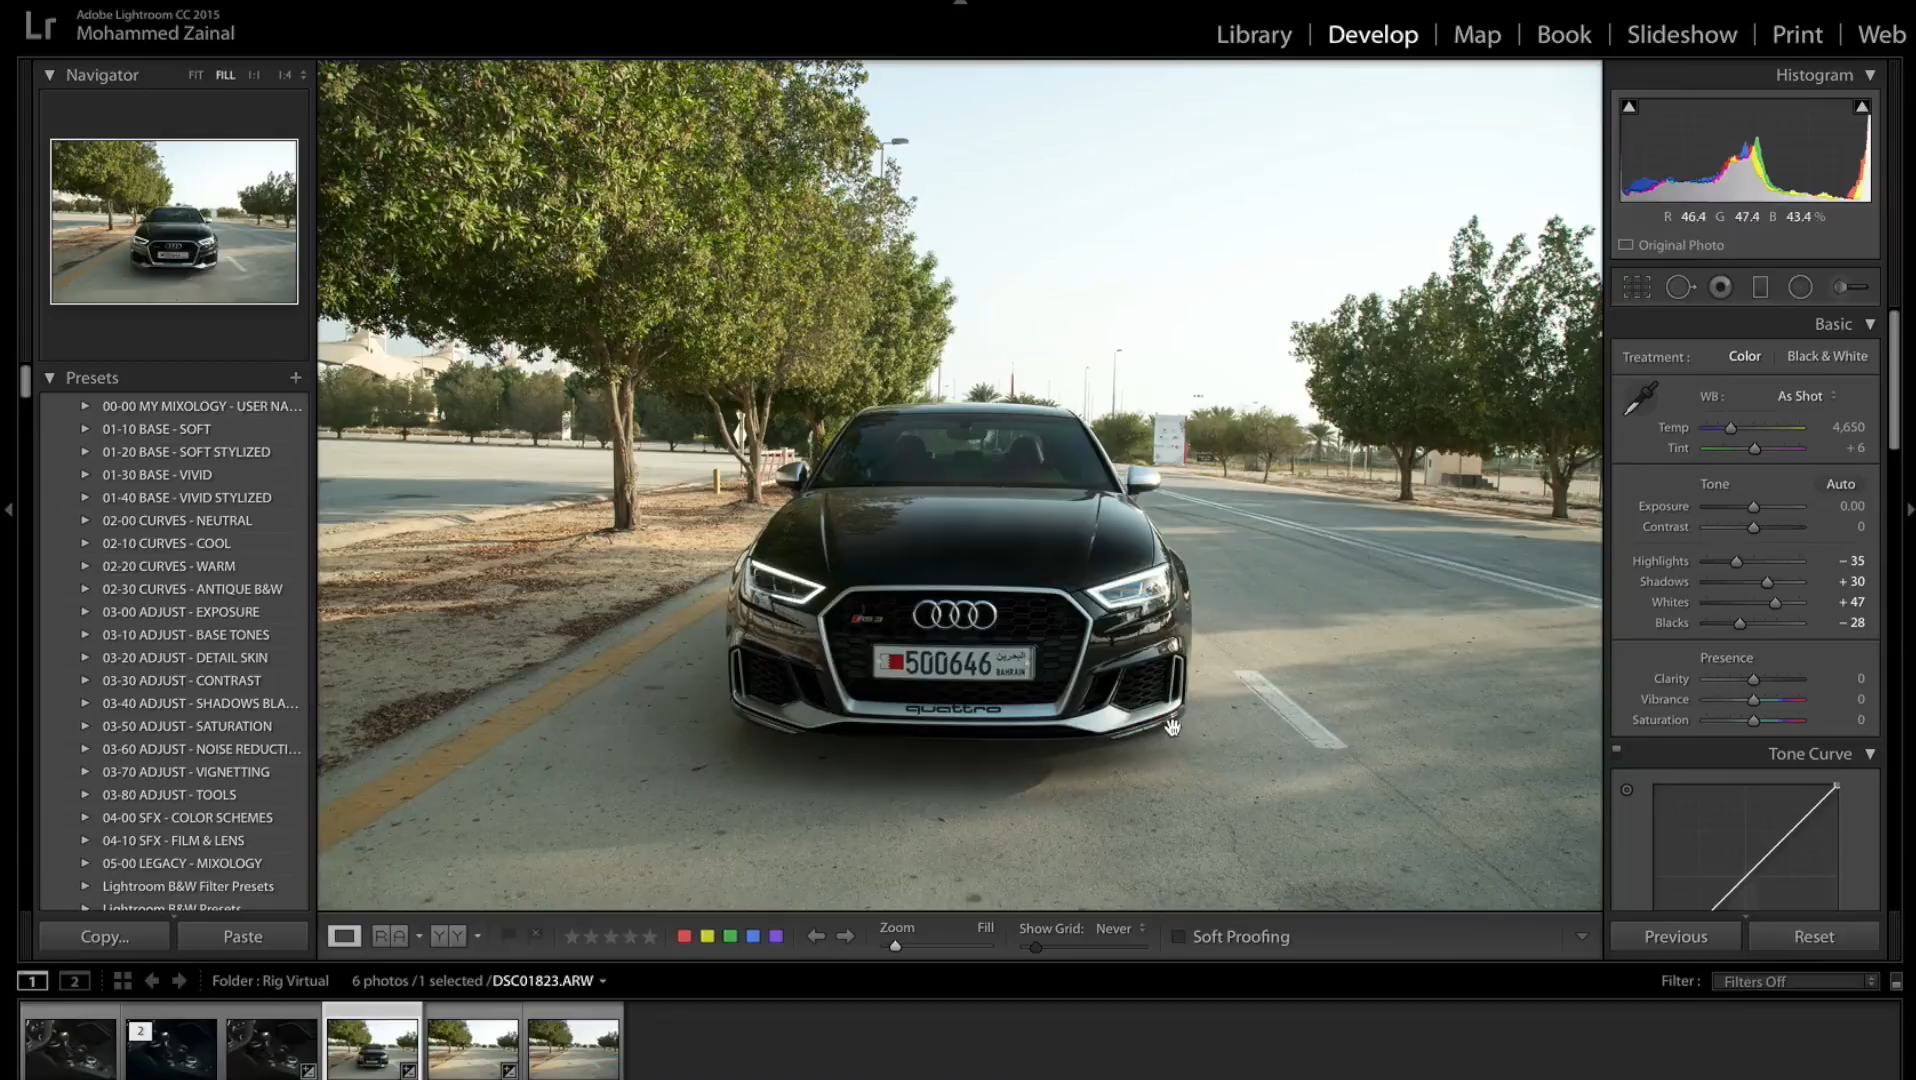 Lr
Adobe Lightroom CC 2015
Mohammed Zainal
Library | Develop | Map | Book | Slideshow | Print | Web
Navigator FIT FILL 1:1 1:4
Presets +
00-00 MY MIXOLOGY - USER NA...
01-10 BASE - SOFT
01-20 BASE - SOFT STYLIZED
01-30 BASE - VIVID
01-40 BASE - VIVID STYLIZED
02-00 CURVES - NEUTRAL
02-10 CURVES - COOL
02-20 CURVES - WARM
02-30 CURVES - ANTIQUE B&W
03-00 ADJUST - EXPOSURE
03-10 ADJUST - BASE TONES
03-20 ADJUST - DETAIL SKIN
03-30 ADJUST - CONTRAST
03-40 ADJUST - SHADOWS BLA...
03-50 ADJUST - SATURATION
03-60 ADJUST - NOISE REDUCTI...
03-70 ADJUST - VIGNETTING
03-80 ADJUST - TOOLS
04-00 SFX - COLOR SCHEMES
04-10 SFX - FILM & LENS
05-00 LEGACY - MIXOLOGY
Lightroom B&W Filter Presets
Lightroom B&W Presets
Copy... Paste
RS3
500646 البحرين
BAHRAIN
quattro
Histogram
R 46.4 G 47.4 B 43.4 %
Original Photo
Basic
Treatment : Color Black & White
WB : As Shot
Temp 4,650
Tint + 6
Tone Auto
Exposure 0.00
Contrast 0
Highlights − 35
Shadows + 30
Whites + 47
Blacks − 28
Presence
Clarity 0
Vibrance 0
Saturation 0
Tone Curve
Previous Reset
R A Y Y Zoom Fill Show Grid: Never Soft Proofing
1 2 Folder : Rig Virtual 6 photos / 1 selected / DSC01823.ARW Filter : Filters Off
2